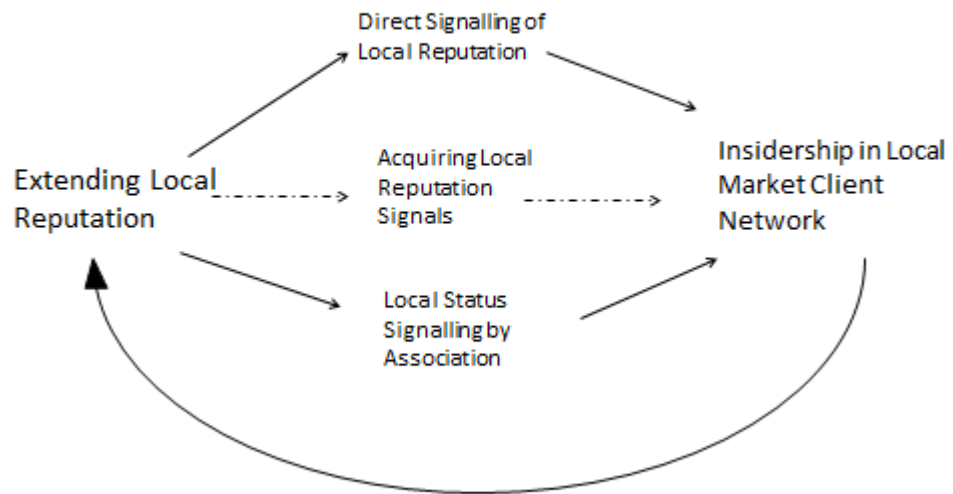 Direct Signalling of
Local Reputation
Extending Local
Reputation
Acquiring Local
Reputation
Signals
Insidership in Local
Market Client
Network
Local Status
Signalling by
Association